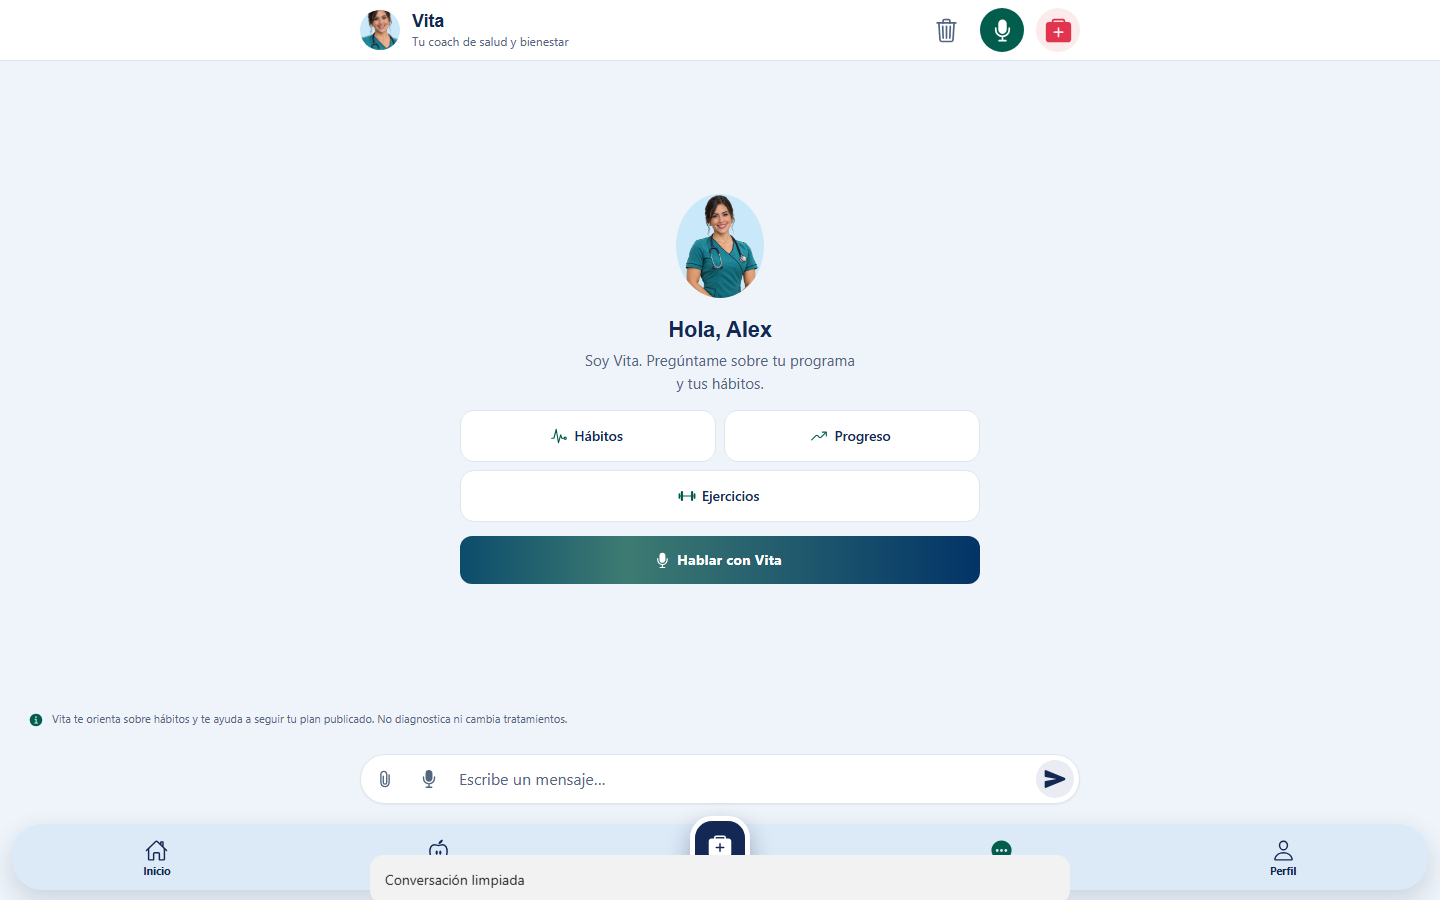 Vita
Tu coach de salud y bienestar
Hola, Alex
Soy Vita. Pregúntame sobre tu programa
y tus hábitos.
Hábitos
Progreso
Ejercicios
Hablar con Vita
Vita te orienta sobre hábitos y te ayuda a seguir tu plan publicado. No diagnostica ni cambia tratamientos.
Escribe un mensaje...
Inicio
Perfil
Conversación limpiada